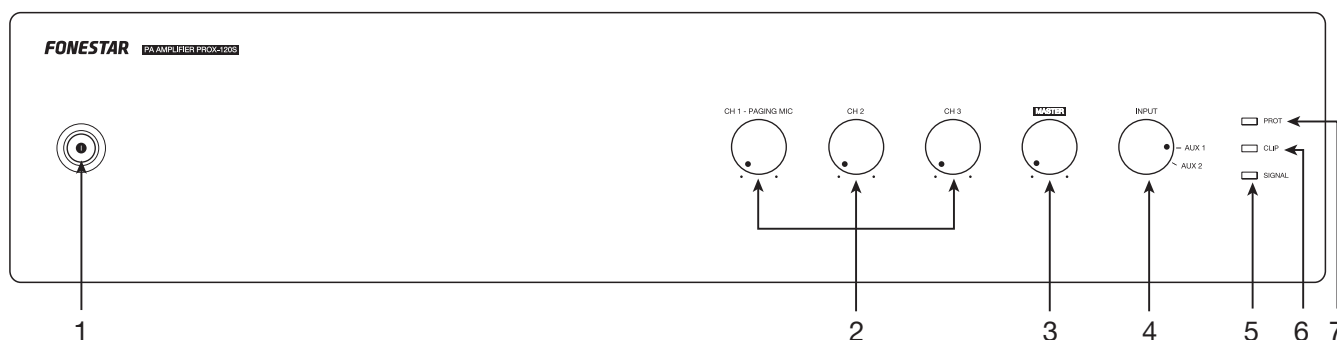 FONESTAR PA AMPLIFIER PROX-120S
CH 1 - PAGING MIC CH 2 CH 3 MASTER INPUT
PROT
AUX 1 CLIP
AUX 2
SIGNAL
1 2 3 4 5 6 7